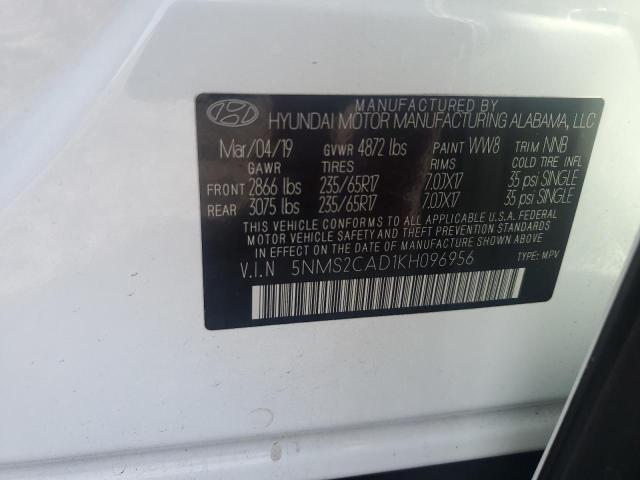 MANUFACTURED BY
HYUNDAI MOTOR MANUFACTURING ALABAMA, LLC
Mar/04/19 GVWR 4872 lbs PAINT WW8 TRIM NNB
GAWR TIRES RIMS COLD TIRE INFL
FRONT 2866 lbs 235/65R17 7.0JX17 35 psi SINGLE
REAR 3075 lbs 235/65R17 7.0JX17 35 psi SINGLE
THIS VEHICLE CONFORMS TO ALL APPLICABLE U.S.A. FEDERAL
MOTOR VEHICLE SAFETY AND THEFT PREVENTION STANDARDS
IN EFFECT ON THE DATE OF MANUFACTURE SHOWN ABOVE.
V.I.N 5NMS2CAD1KH096956 TYPE: MPV